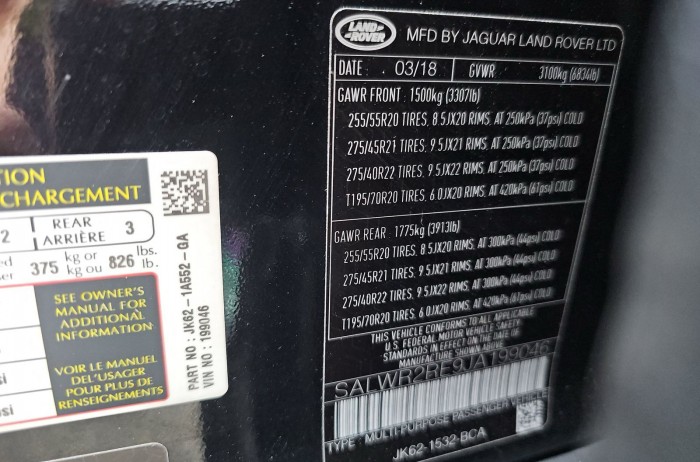 TION
CHARGEMENT
2
REAR
ARRIÈRE
3
375 kg or
kg ou 826 lbs.
lb.
SEE OWNER'S
MANUAL FOR
ADDITIONAL
INFORMATION
VOIR LE MANUEL
DEL'USAGER
POUR PLUS DE
RENSEIGNEMENTS
PART NO : JK62-1A552-GA
VIN NO : 199046
LAND
ROVER
MFD BY JAGUAR LAND ROVER LTD
DATE : 03/18 GVWR 3100kg (6834lb)
GAWR FRONT : 1500kg (3307lb)
255/55R20 TIRES, 8.5JX20 RIMS, AT 250kPa (37psi) COLD
275/45R21 TIRES, 9.5JX21 RIMS, AT 250kPa (37psi) COLD
275/40R22 TIRES, 9.5JX22 RIMS, AT 250kPa (37psi) COLD
T195/70R20 TIRES, 6.0JX20 RIMS, AT 420kPa (61psi) COLD
GAWR REAR : 1775kg (3913lb)
255/55R20 TIRES, 8.5JX20 RIMS, AT 300kPa (44psi) COLD
275/45R21 TIRES, 9.5JX21 RIMS, AT 300kPa (44psi) COLD
275/40R22 TIRES, 9.5JX22 RIMS, AT 300kPa (44psi) COLD
T195/70R20 TIRES, 6.0JX20 RIMS, AT 420kPa (61psi) COLD
THIS VEHICLE CONFORMS TO ALL APPLICABLE
U.S. FEDERAL MOTOR VEHICLE SAFETY
STANDARDS IN EFFECT ON THE DATE OF
MANUFACTURE SHOWN ABOVE
SALWR2RE9JA199046
TYPE : MULTI-PURPOSE PASSENGER VEHICLE
JK62-1532-BCA